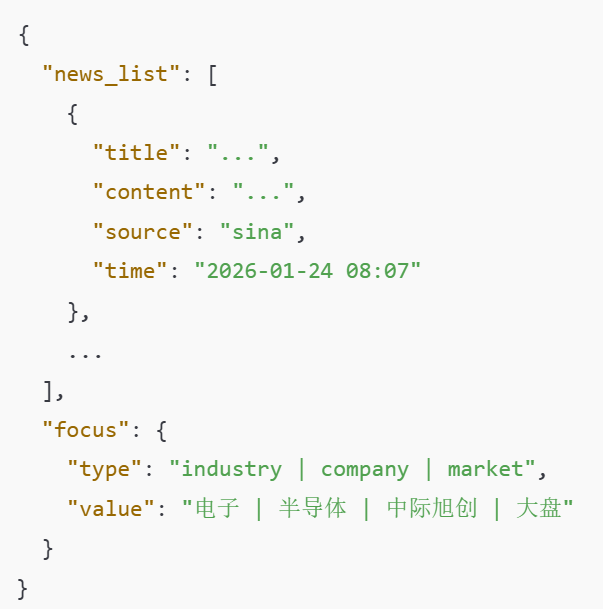 {
  "news_list": [
    {
      "title": "...",
      "content": "...",
      "source": "sina",
      "time": "2026-01-24 08:07"
    },
    ...
  ],
  "focus": {
    "type": "industry | company | market",
    "value": "电子 | 半导体 | 中际旭创 | 大盘"
  }
}